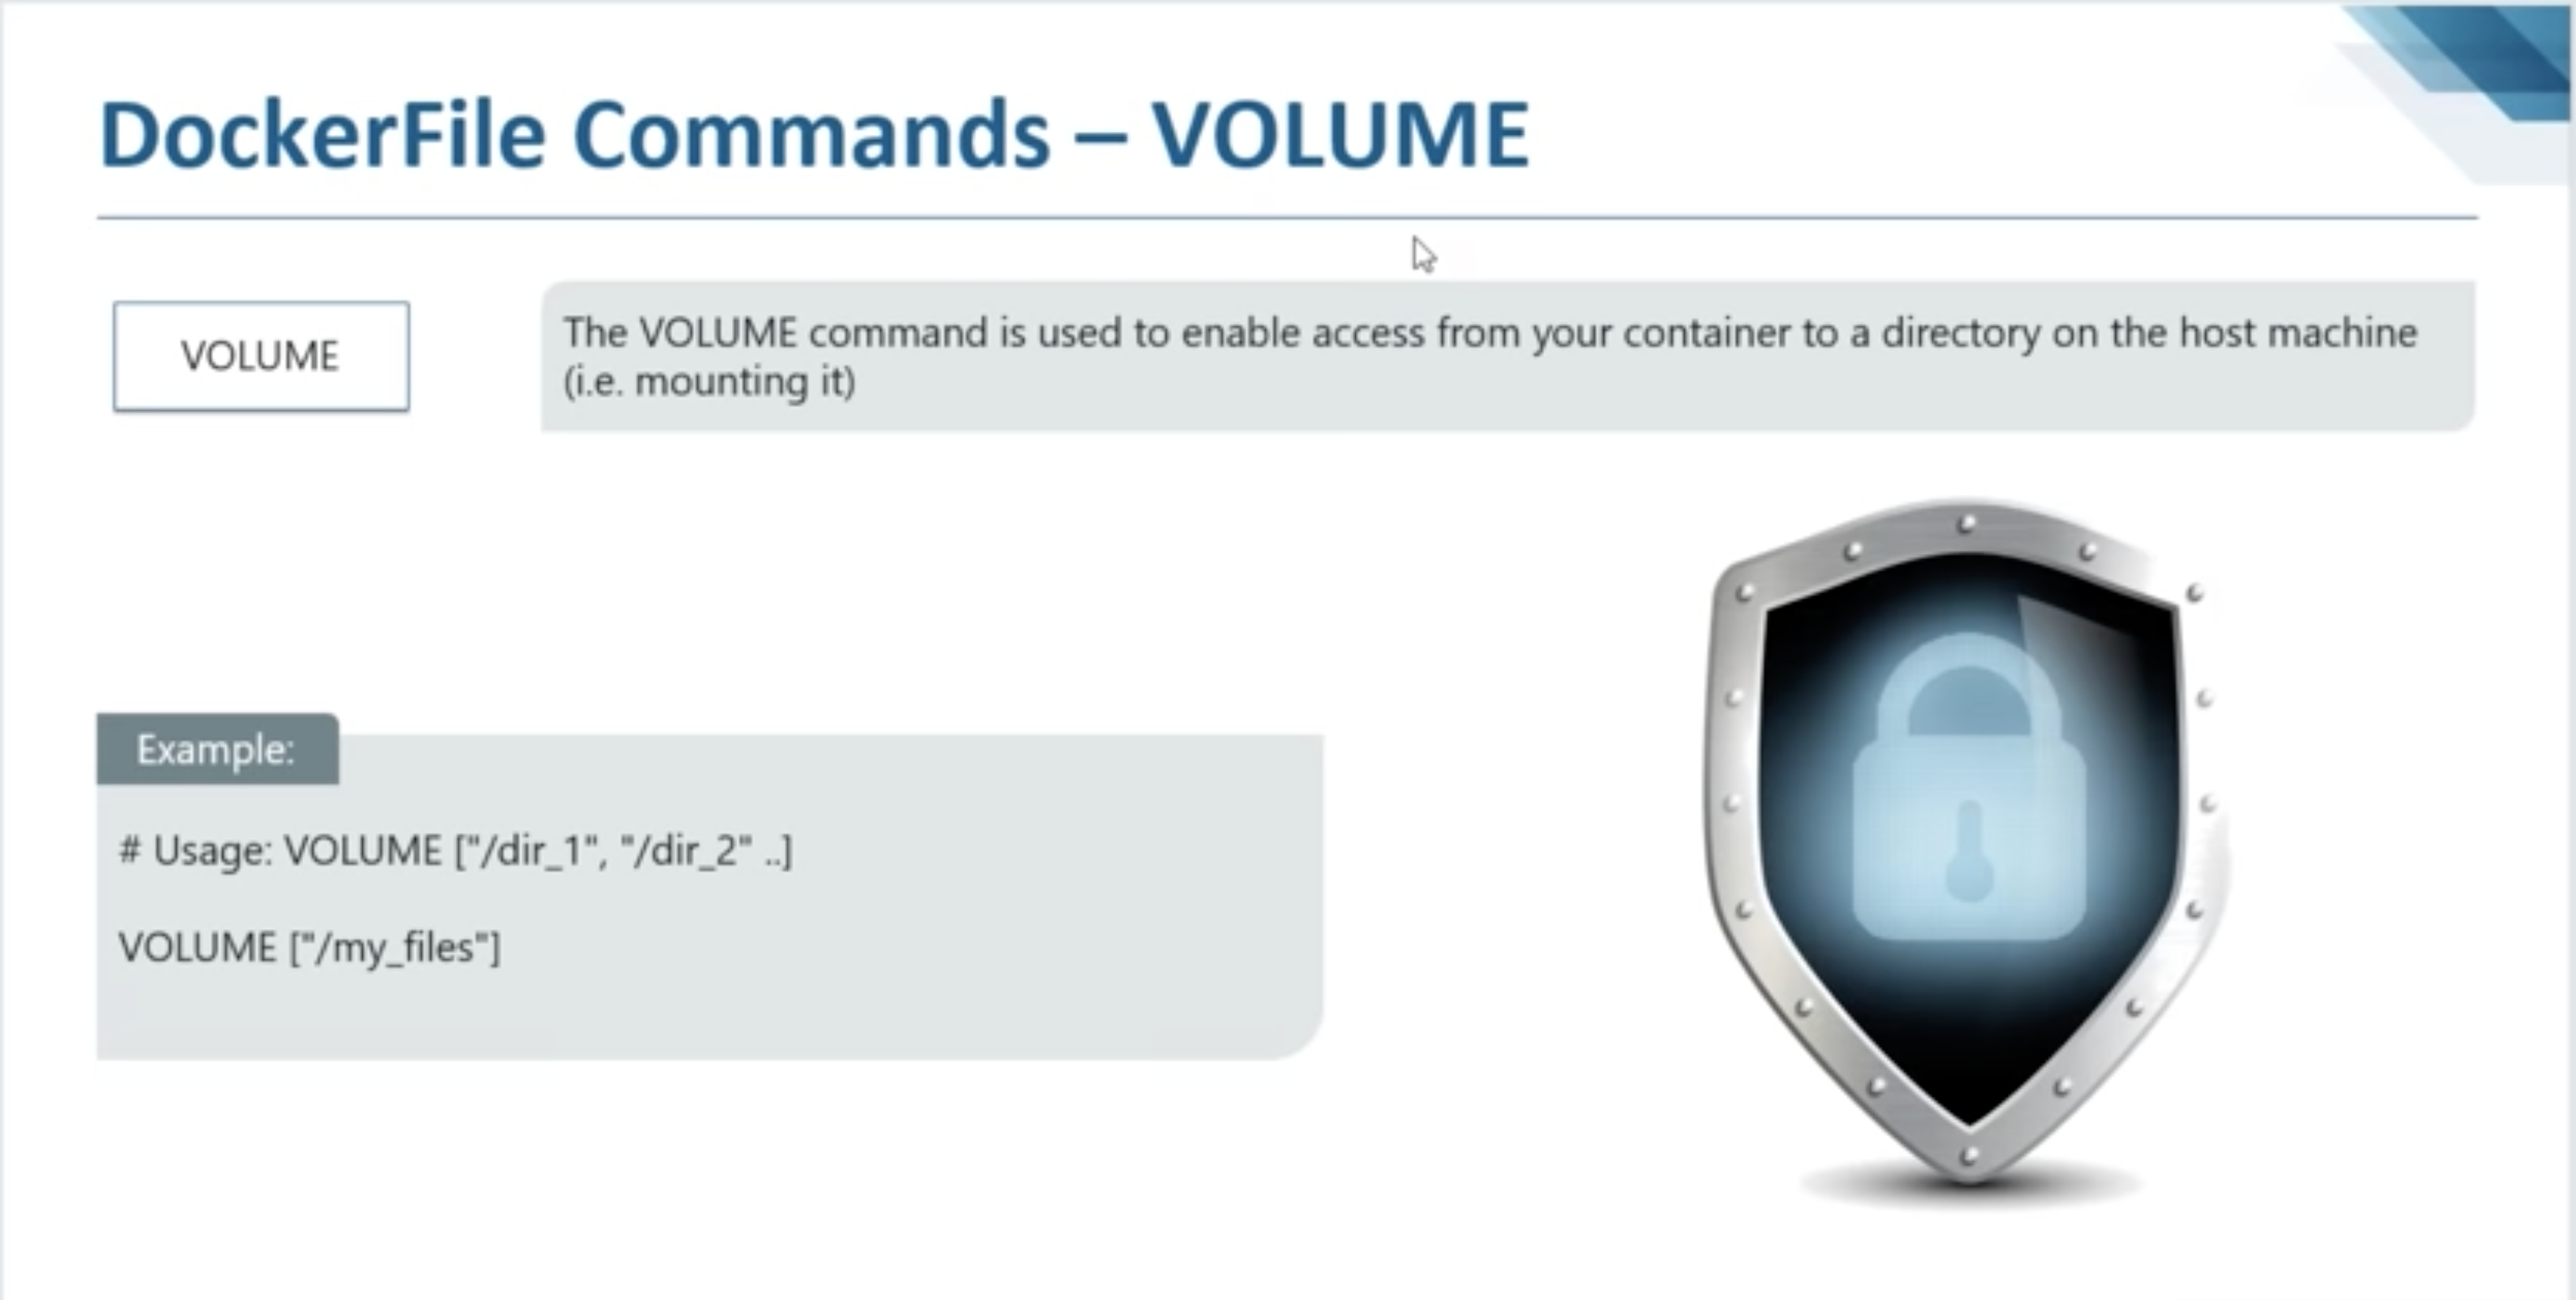 DockerFile Commands – VOLUME
VOLUME
The VOLUME command is used to enable access from your container to a directory on the host machine
(i.e. mounting it)
Example:
# Usage: VOLUME ["/dir_1", "/dir_2" ..]
VOLUME ["/my_files"]